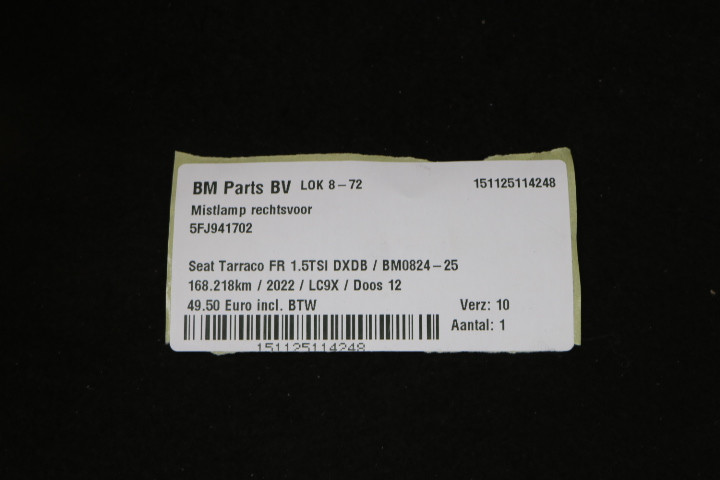 BM Parts BV LOK 8-72 151125114248
Mistlamp rechtsvoor
5FJ941702
Seat Tarraco FR 1.5TSI DXDB / BM0824-25
168.218km / 2022 / LC9X / Doos 12
49.50 Euro incl. BTW Verz: 10
Aantal: 1
151125114248